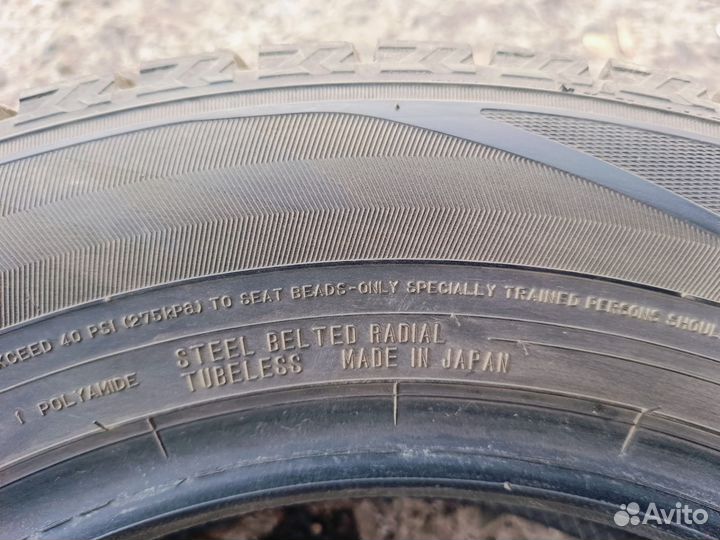 EXCEED 40 PSI (275kPa) TO SEAT BEADS-ONLY SPECIALLY TRAINED PERSONS SHOUL
STEEL BELTED RADIAL
1 POLYAMIDE TUBELESS MADE IN JAPAN
Avito